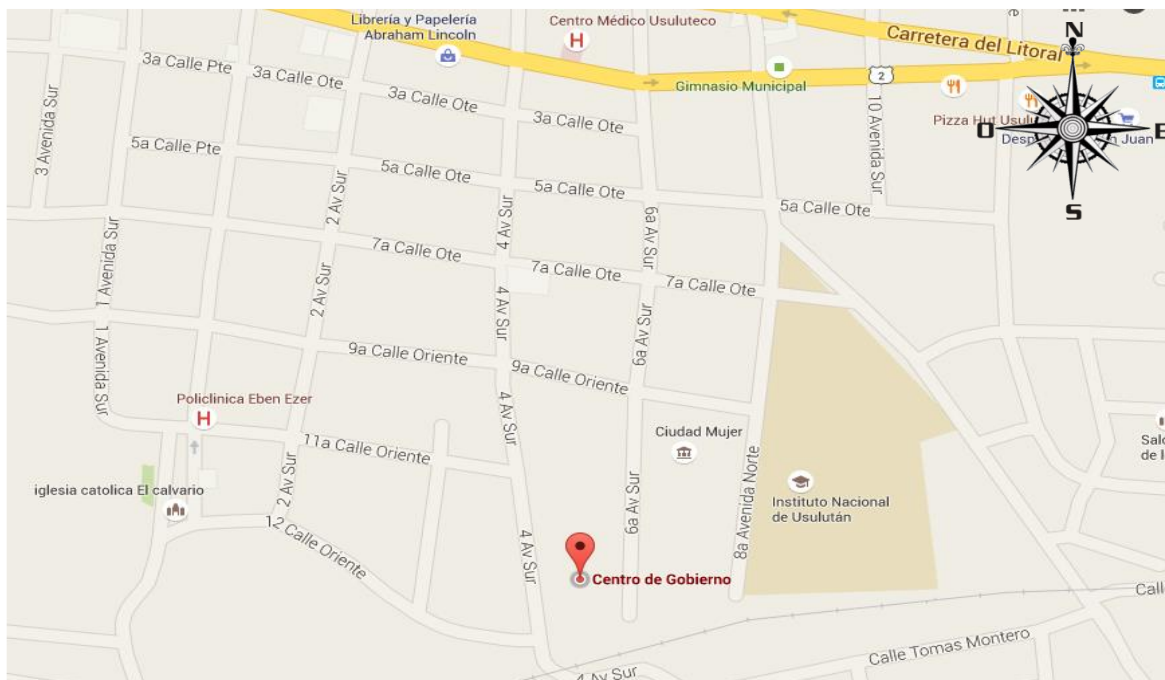 Librería y Papelería
Abraham Lincoln
Centro Médico Usuluteco
Carretera del Litoral
N
3a Calle Pte
3a Calle Ote
3a Calle Ote
3a Calle Ote
Gimnasio Municipal
2
Pizza Hut
O
E
Juan
S
3 Avenida Sur
5a Calle Pte
5a Calle Ote
5a Calle Ote
5a Calle Ote
10 Avenida Sur
2 Av Sur
4 Av Sur
6a Av Sur
1 Avenida Sur
7a Calle Ote
7a Calle Ote
7a Calle Ote
2 Av Sur
4 Av Sur
6a Av Sur
1 Avenida Sur
9a Calle Oriente
9a Calle Oriente
Policlinica Eben Ezer
4 Av Sur
Ciudad Mujer
11a Calle Oriente
iglesia catolica El calvario
2 Av Sur
6a Av Sur
8a Avenida Norte
Instituto Nacional
de Usulután
12 Calle Oriente
4 Av Sur
Centro de Gobierno
Calle Tomas Montero
4 Av Sur